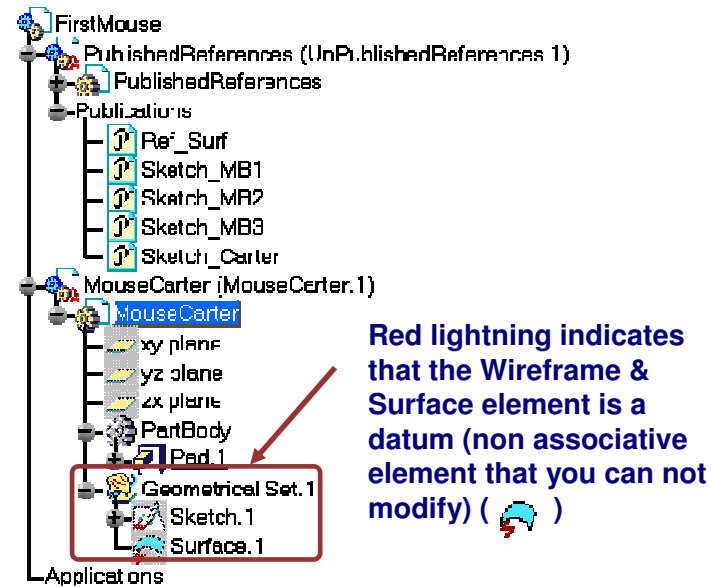 FirstMouse
PublishedReferences (UnPublishedReferences 1)
PublishedReferences
Publications
Ref_Surf
Sketch_MB1
Sketch_MB2
Sketch_MB3
Sketch_Carter
MouseCarter (MouseCarter.1)
MouseCarter
xy plane
yz plane
zx plane
PartBody
Pad.1
Geometrical Set.1
Sketch.1
Surface.1
Applications
Red lightning indicates
that the Wireframe &
Surface element is a
datum (non associative
element that you can not
modify) ( )